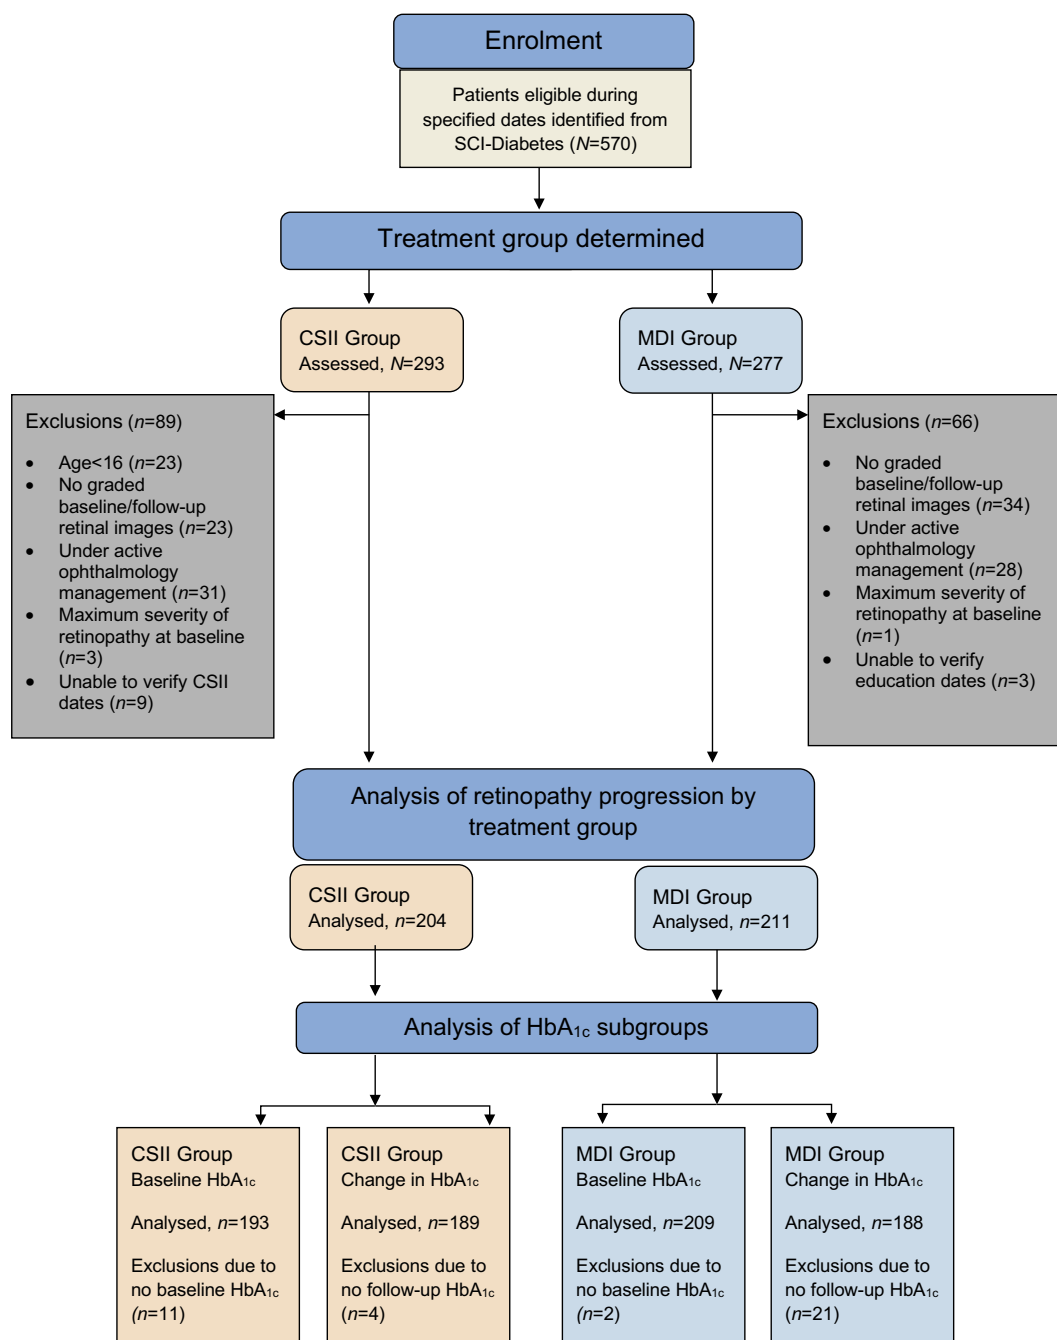 Enrolment
Patients eligible during
specified dates identified from
SCI-Diabetes (N=570)
Treatment group determined
CSII Group
Assessed, N=293
MDI Group
Assessed, N=277
Exclusions (n=89)
• Age<16 (n=23)
• No graded
baseline/follow-up
retinal images (n=23)
• Under active
ophthalmology
management (n=31)
• Maximum severity of
retinopathy at baseline
(n=3)
• Unable to verify CSII
dates (n=9)
Exclusions (n=66)
• No graded
baseline/follow-up
retinal images (n=34)
• Under active
ophthalmology
management (n=28)
• Maximum severity of
retinopathy at baseline
(n=1)
• Unable to verify
education dates (n=3)
Analysis of retinopathy progression by
treatment group
CSII Group
Analysed, n=204
MDI Group
Analysed, n=211
Analysis of HbA1c subgroups
CSII Group
Baseline HbA1c
Analysed, n=193
Exclusions due to
no baseline HbA1c
(n=11)
CSII Group
Change in HbA1c
Analysed, n=189
Exclusions due to
no follow-up HbA1c
(n=4)
MDI Group
Baseline HbA1c
Analysed, n=209
Exclusions due to
no baseline HbA1c
(n=2)
MDI Group
Change in HbA1c
Analysed, n=188
Exclusions due to
no follow-up HbA1c
(n=21)